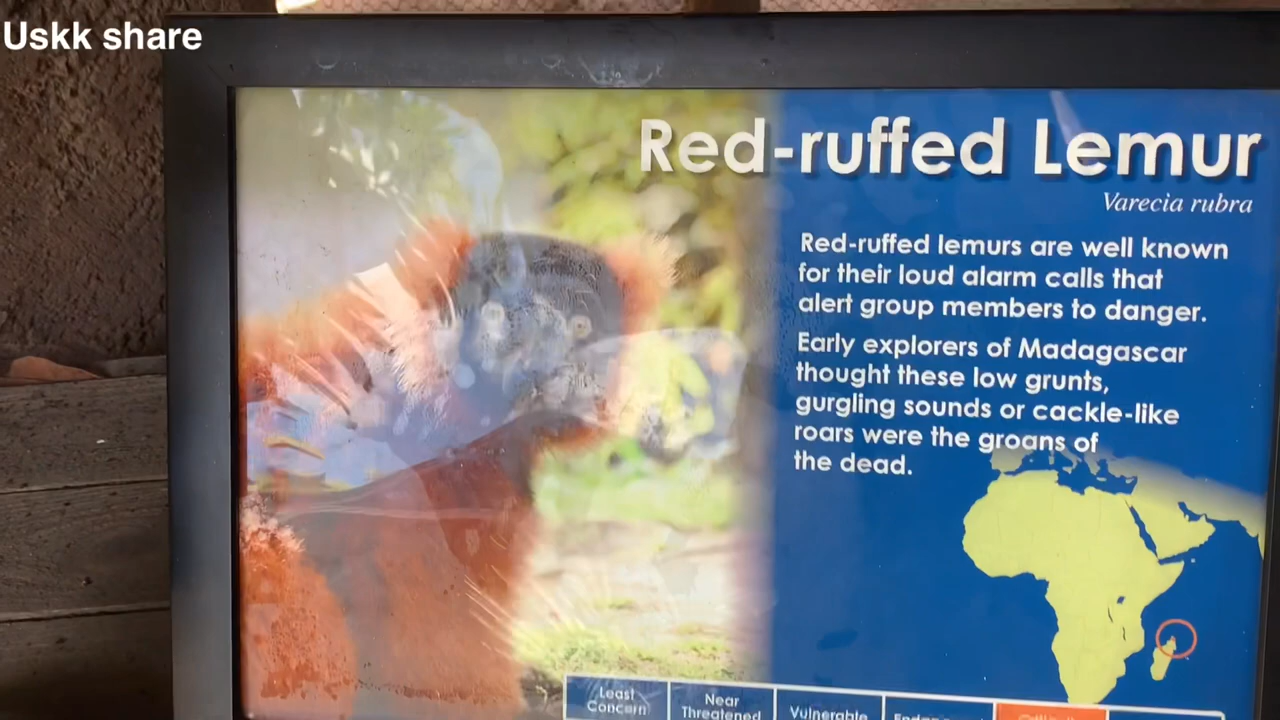 Uskk share
Red-ruffed Lemur
Varecia rubra
Red-ruffed lemurs are well known
for their loud alarm calls that
alert group members to danger.
Early explorers of Madagascar
thought these low grunts,
gurgling sounds or cackle-like
roars were the groans of
the dead.
Least
Concern
Near
Threatened
Vulnerable